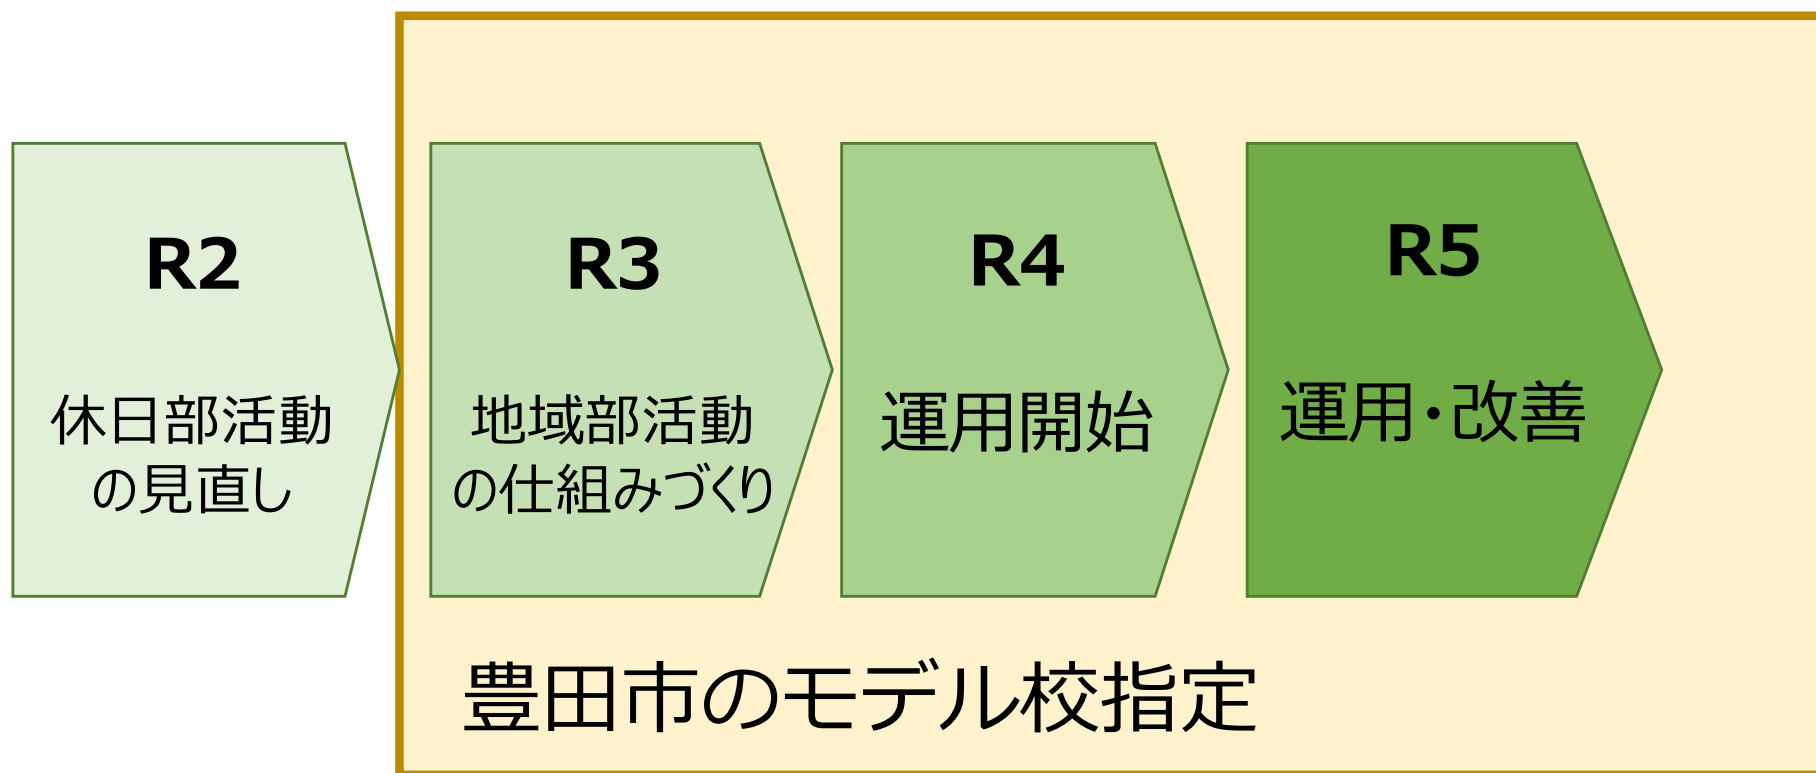 R2
休日部活動
の見直し
R3
地域部活動
の仕組みづくり
R4
運用開始
R5
運用・改善
豊田市のモデル校指定